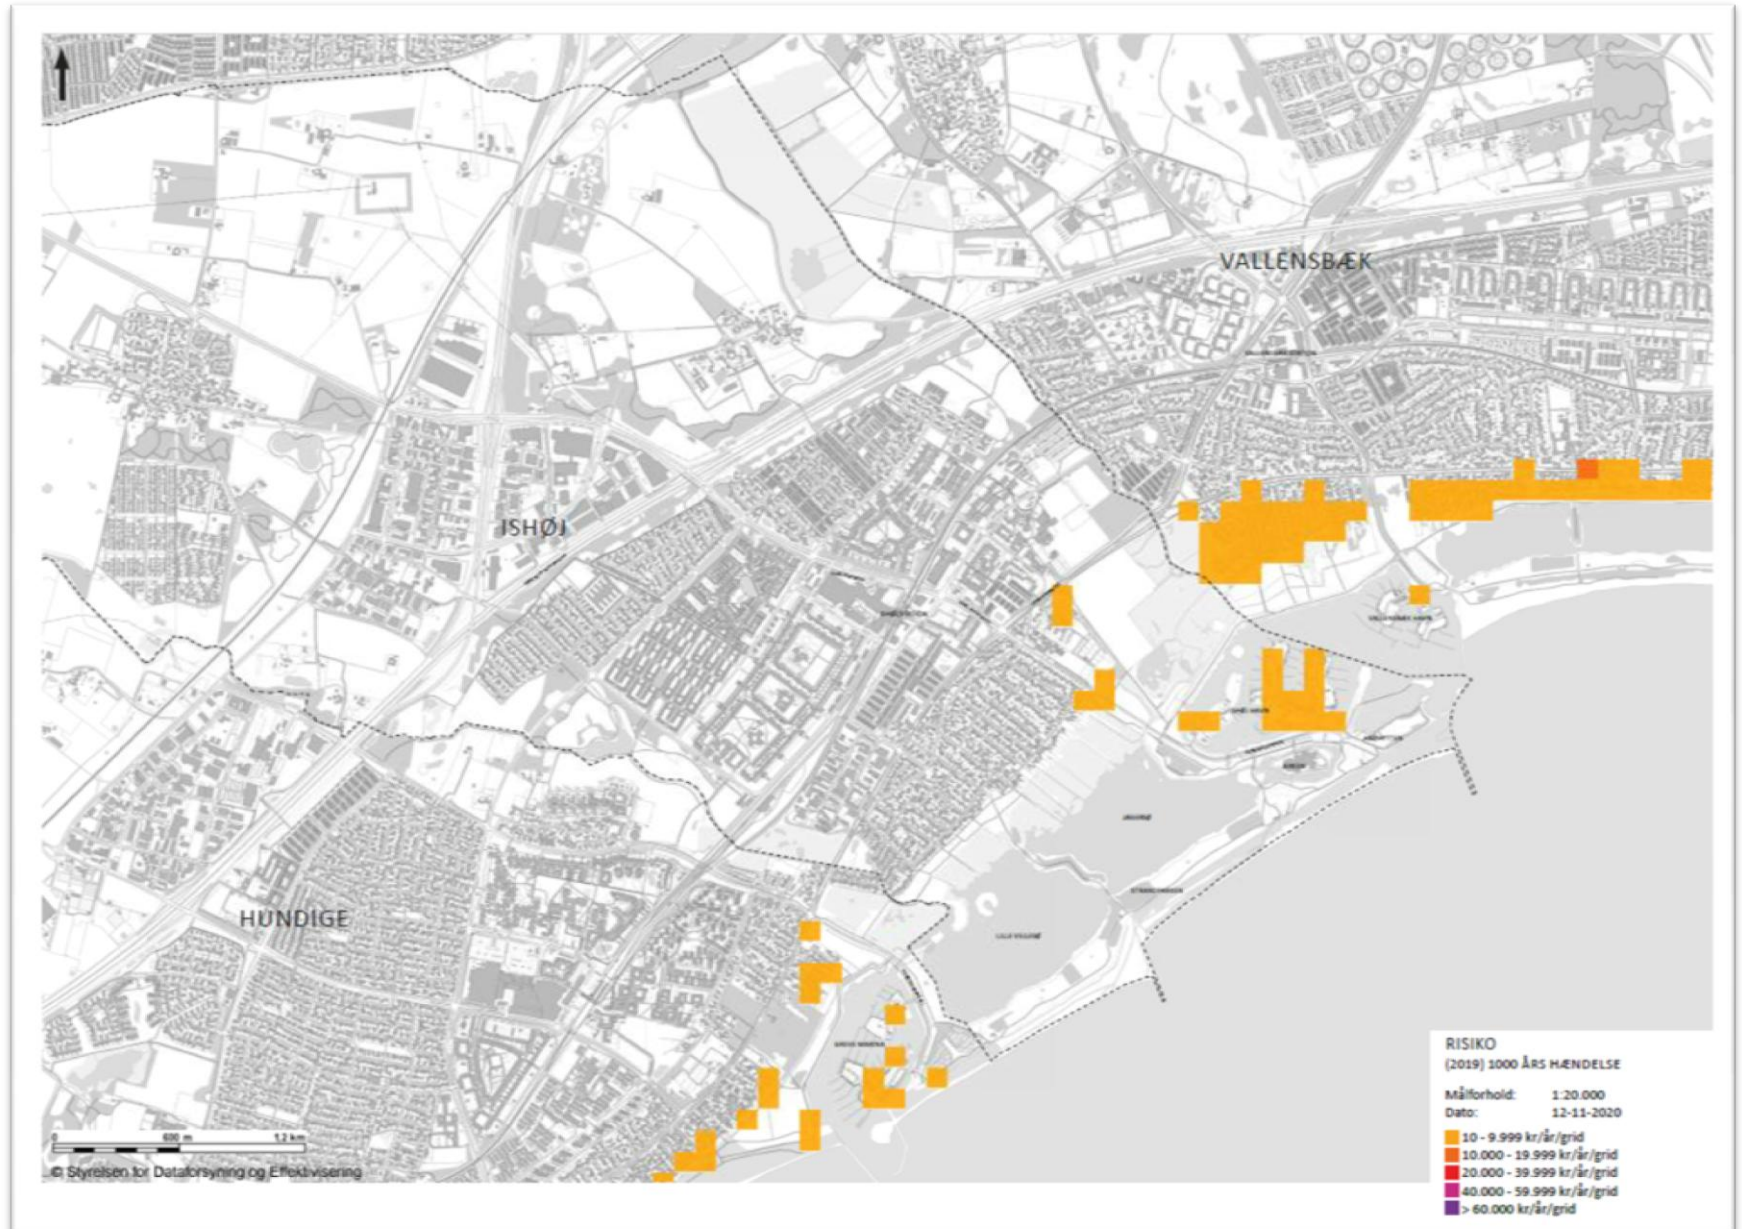 VALLENSBÆK
ISHØJ
HUNDIGE
RISIKO
(2019) 1000 ÅRS HÆNDELSE
Målforhold: 1:20.000
Dato: 12-11-2020
10 - 9.999 kr/år/grid
10.000 - 19.999 kr/år/grid
20.000 - 39.999 kr/år/grid
40.000 - 59.999 kr/år/grid
> 60.000 kr/år/grid
0 600 m 1,2 km
© Styrelsen for Dataforsyning og Effektivisering